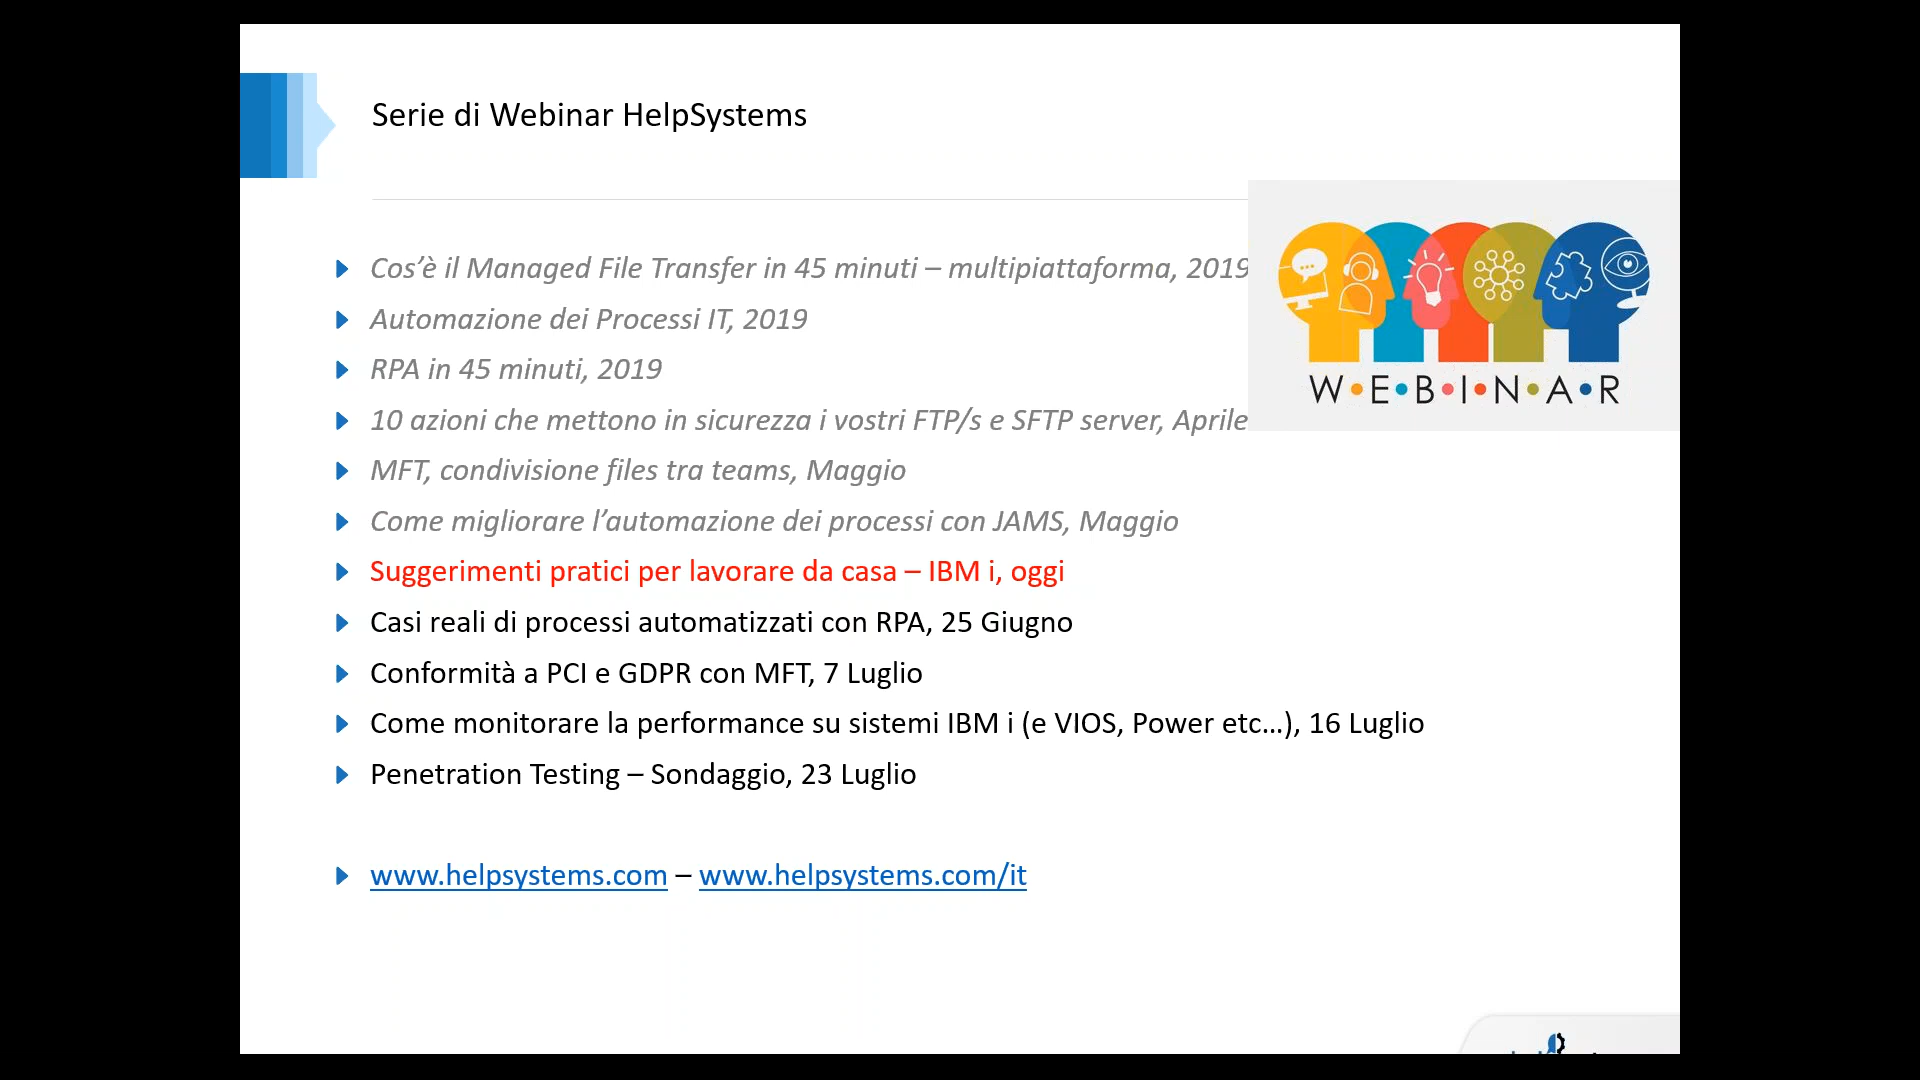 Serie di Webinar HelpSystems
Cos’è il Managed File Transfer in 45 minuti – multipiattaforma, 2019
Automazione dei Processi IT, 2019
RPA in 45 minuti, 2019
10 azioni che mettono in sicurezza i vostri FTP/s e SFTP server, Aprile
MFT, condivisione files tra teams, Maggio
Come migliorare l’automazione dei processi con JAMS, Maggio
Suggerimenti pratici per lavorare da casa – IBM i, oggi
Casi reali di processi automatizzati con RPA, 25 Giugno
Conformità a PCI e GDPR con MFT, 7 Luglio
Come monitorare la performance su sistemi IBM i (e VIOS, Power etc…), 16 Luglio
Penetration Testing – Sondaggio, 23 Luglio
www.helpsystems.com – www.helpsystems.com/it
W•E•B•I•N•A•R